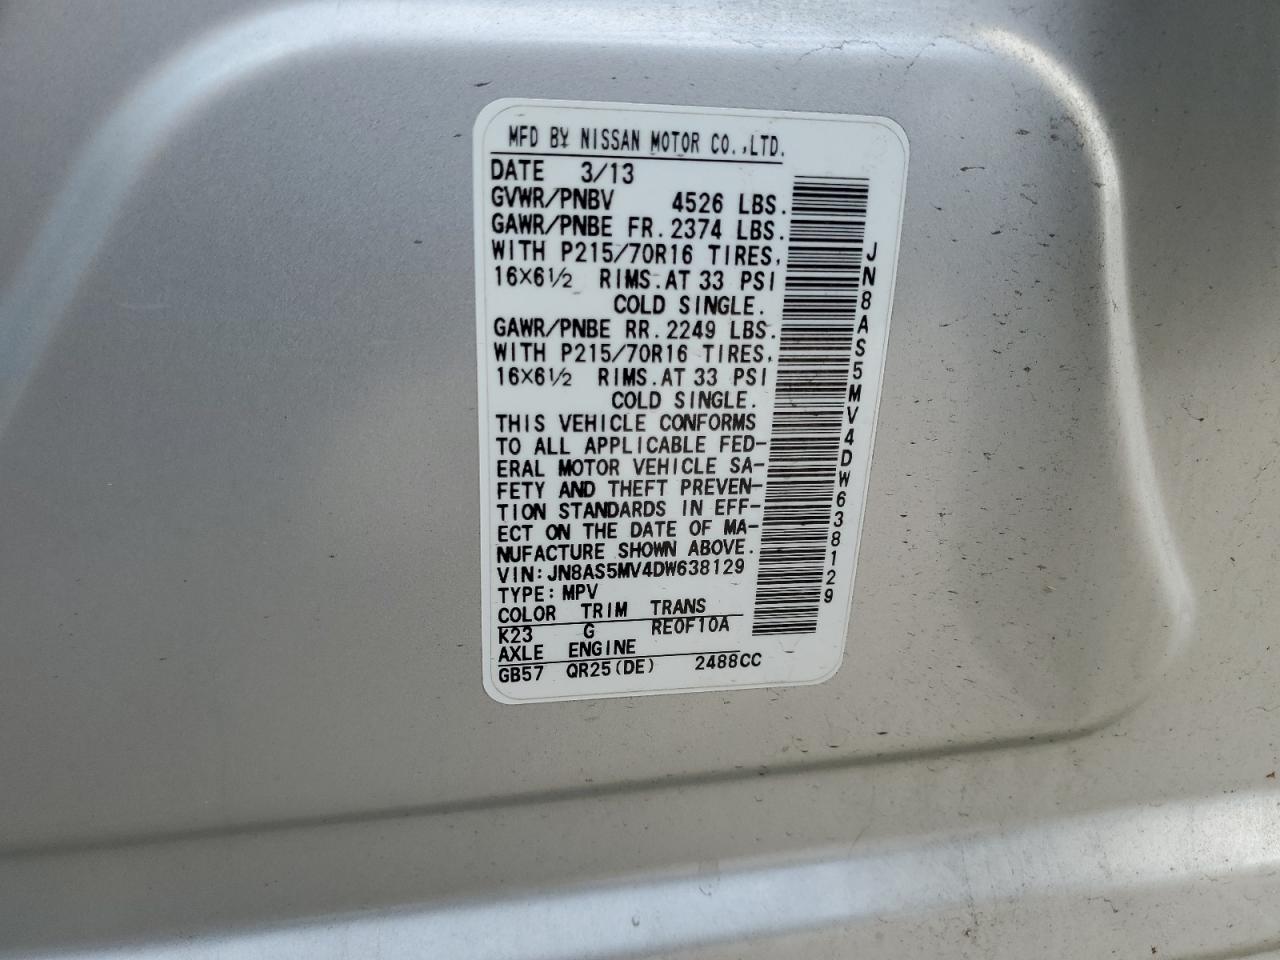 MFD BY NISSAN MOTOR CO.,LTD.
DATE 3/13
GVWR/PNBV 4526 LBS.
GAWR/PNBE FR. 2374 LBS.
WITH P215/70R16 TIRES,
16×6½ RIMS. AT 33 PSI
COLD SINGLE.
GAWR/PNBE RR. 2249 LBS.
WITH P215/70R16 TIRES,
16×6½ RIMS. AT 33 PSI
COLD SINGLE.
THIS VEHICLE CONFORMS
TO ALL APPLICABLE FED-
ERAL MOTOR VEHICLE SA-
FETY AND THEFT PREVEN-
TION STANDARDS IN EFF-
ECT ON THE DATE OF MA-
NUFACTURE SHOWN ABOVE.
VIN: JN8AS5MV4DW638129
TYPE: MPV
COLOR TRIM TRANS
K23 G RE0F10A
AXLE ENGINE
GB57 QR25(DE) 2488CC
JN8AS5MV4DW638129